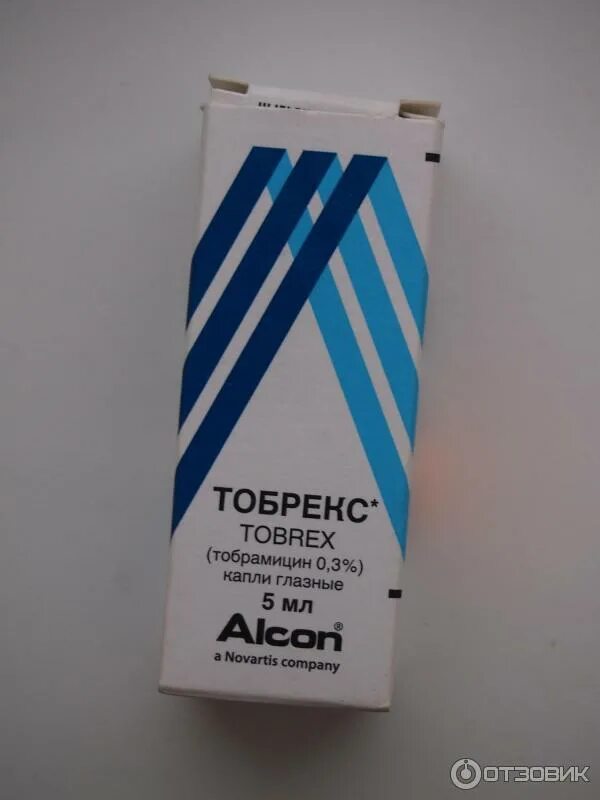 ТОБРЕКС*
TOBREX
(тобрамицин 0,3%)
капли глазные
5 мл
Alcon®
a Novartis company
ОТЗОВИК